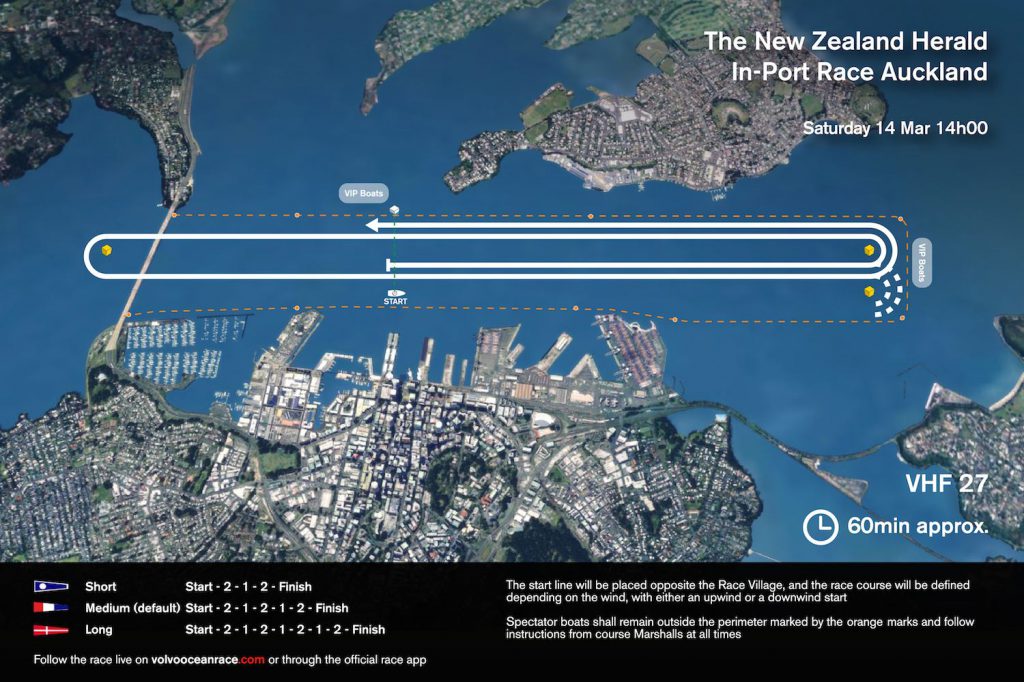 The New Zealand Herald
In-Port Race Auckland
Saturday 14 Mar 14h00
VIP Boats
VIP Boats
START
VHF 27
60min approx.
Short Start - 2 - 1 - 2 - Finish
Medium (default) Start - 2 - 1 - 2 - 1 - 2 - Finish
Long Start - 2 - 1 - 2 - 1 - 2 - 1 - 2 - Finish
Follow the race live on volvooceanrace.com or through the official race app
The start line will be placed opposite the Race Village, and the race course will be defined
depending on the wind, with either an upwind or a downwind start
Spectator boats shall remain outside the perimeter marked by the orange marks and follow
instructions from course Marshalls at all times